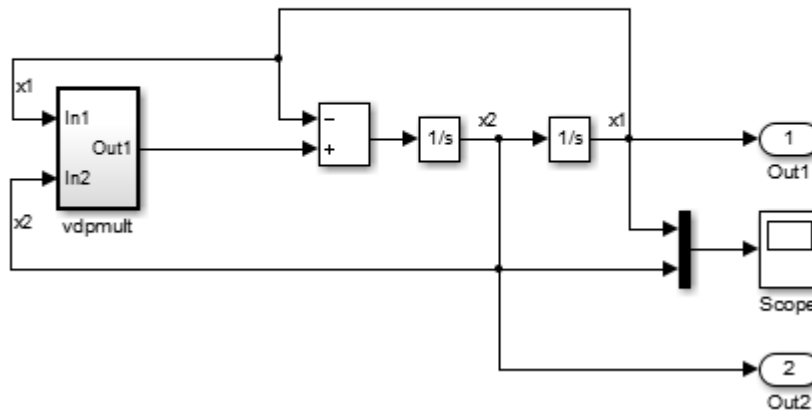 x1
In1
Out1
In2
x2
vdpmult
−
+
1/s
x2
1/s
x1
1
Out1
Scope
2
Out2